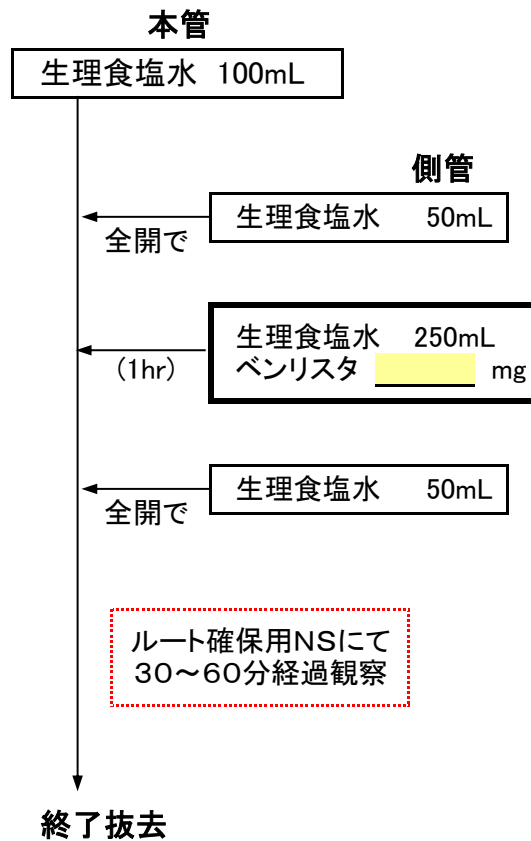 本管
生理食塩水 100mL
側管
生理食塩水 50mL
全開で
生理食塩水 250mL
ベンリスタ mg
(1hr)
生理食塩水 50mL
全開で
ルート確保用NSにて
30~60分経過観察
終了抜去